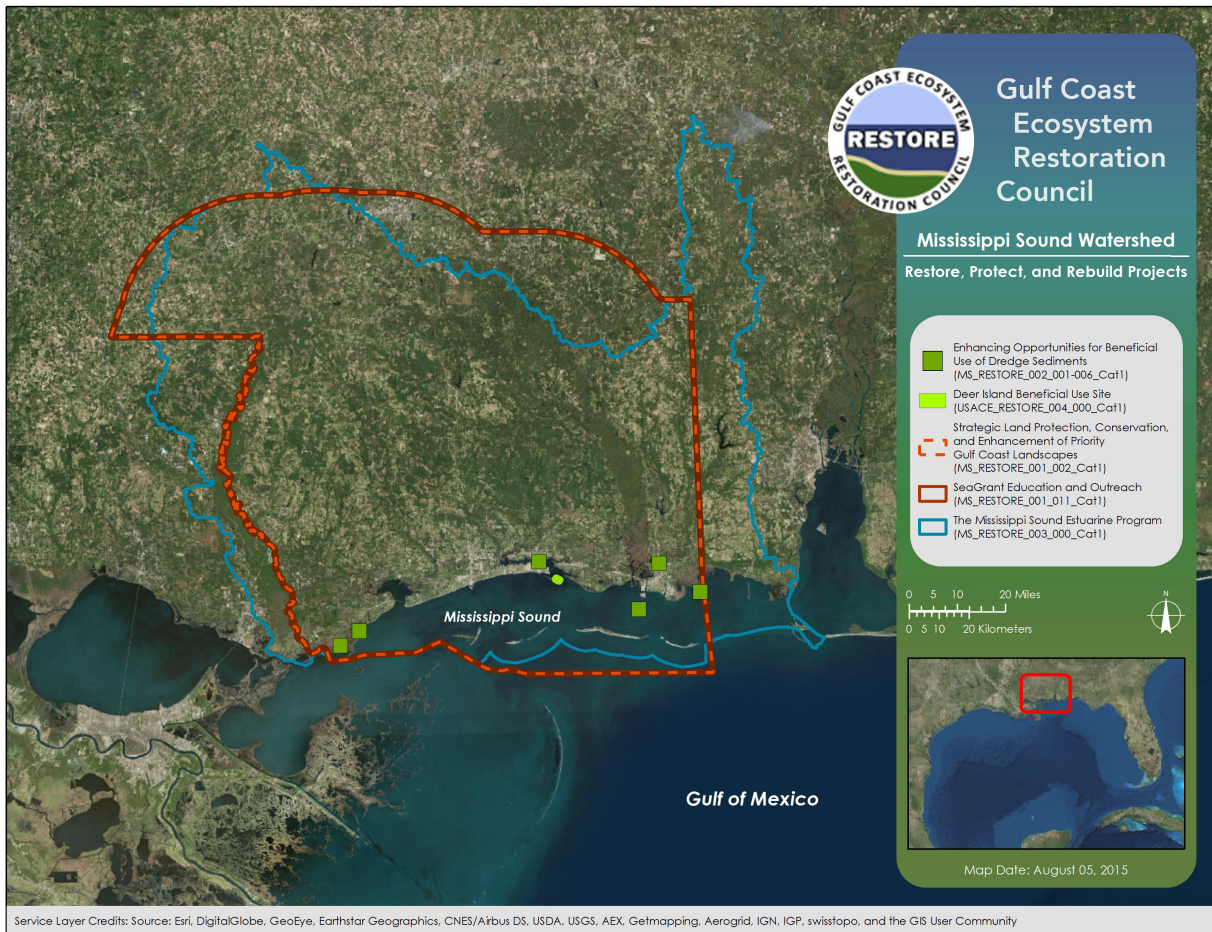 GULF COAST ECOSYSTEM
RESTORE
RESTORATION COUNCIL
Gulf Coast
Ecosystem
Restoration
Council
Mississippi Sound Watershed
Restore, Protect, and Rebuild Projects
Enhancing Opportunities for Beneficial
Use of Dredge Sediments
(MS_RESTORE_002_001-006_Cat1)
Deer Island Beneficial Use Site
(USACE_RESTORE_004_000_Cat1)
Strategic Land Protection, Conservation,
and Enhancement of Priority
Gulf Coast Landscapes
(MS_RESTORE_001_002_Cat1)
SeaGrant Education and Outreach
(MS_RESTORE_001_011_Cat1)
The Mississippi Sound Estuarine Program
(MS_RESTORE_003_000_Cat1)
0 5 10 20 Miles
0 5 10 20 Kilometers
N
Mississippi Sound
Gulf of Mexico
Map Date: August 05, 2015
Service Layer Credits: Source: Esri, DigitalGlobe, GeoEye, Earthstar Geographics, CNES/Airbus DS, USDA, USGS, AEX, Getmapping, Aerogrid, IGN, IGP, swisstopo, and the GIS User Community